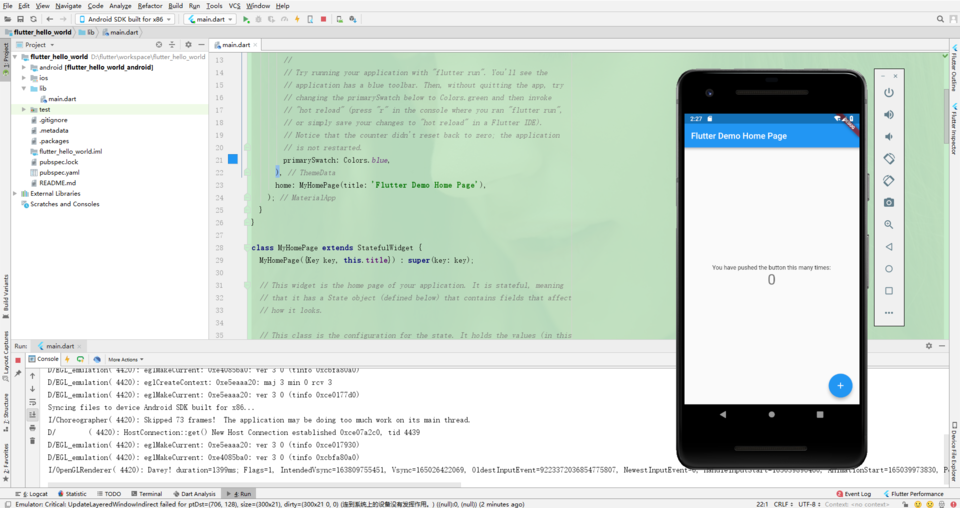 File Edit View Navigate Code Analyze Refactor Build Run Tools VCS Window Help
Android SDK built for x86 main.dart
flutter_hello_world lib main.dart
Project main.dart
flutter_hello_world D:\flutter\workspace\flutter_hello_world
android [flutter_hello_world_android]
ios
lib
main.dart
test
.gitignore
.metadata
.packages
flutter_hello_world.iml
pubspec.lock
pubspec.yaml
README.md
External Libraries
Scratches and Consoles
1: Project
Build Variants
Layout Captures
Z: Structure
2: Favorites
13 //
14 // Try running your application with "flutter run". You'll see the
15 // application has a blue toolbar. Then, without quitting the app, try
16 // changing the primarySwatch below to Colors.green and then invoke
17 // "hot reload" (press "r" in the console where you ran "flutter run",
18 // or simply save your changes to "hot reload" in a Flutter IDE).
19 // Notice that the counter didn't reset back to zero; the application
20 // is not restarted.
21 primarySwatch: Colors.blue,
22 ), // ThemeData
23 home: MyHomePage(title: 'Flutter Demo Home Page'),
24 ); // MaterialApp
25 }
26 }
27
28 class MyHomePage extends StatefulWidget {
29 MyHomePage({Key key, this.title}) : super(key: key);
30
31 // This widget is the home page of your application. It is stateful, meaning
32 // that it has a State object (defined below) that contains fields that affect
33 // how it looks.
34
35 // This class is the configuration for the state. It holds the values (in this
2:27
Flutter Demo Home Page
You have pushed the button this many times:
0
Flutter Outline
Flutter Inspector
Device File Explorer
Run: main.dart
Console More Actions
D/EGL_emulation( 4420): eglMakeCurrent: 0xe4085ba0: ver 3 0 (tinfo 0xcbfa80a0)
D/EGL_emulation( 4420): eglCreateContext: 0xe5eaaa20: maj 3 min 0 rcv 3
D/EGL_emulation( 4420): eglMakeCurrent: 0xe5eaaa20: ver 3 0 (tinfo 0xce0177d0)
Syncing files to device Android SDK built for x86...
I/Choreographer( 4420): Skipped 73 frames! The application may be doing too much work on its main thread.
D/ ( 4420): HostConnection::get() New Host Connection established 0xce07a2c0, tid 4439
D/EGL_emulation( 4420): eglMakeCurrent: 0xe5eaaa20: ver 3 0 (tinfo 0xce017930)
D/EGL_emulation( 4420): eglMakeCurrent: 0xe4085ba0: ver 3 0 (tinfo 0xcbfa80a0)
I/OpenGLRenderer( 4420): Davey! duration=1399ms; Flags=1, IntendedVsync=163809755451, Vsync=165026422069, OldestInputEvent=9223372036854775807, AnimationStart=165039973830,
6: Logcat Statistic TODO Terminal Dart Analysis 4: Run Event Log Flutter Performance
Emulator: Critical: UpdateLayeredWindowIndirect failed for ptDst=(706, 128), size=(300x21), dirty=(300x21 0, 0) (连到系统上的设备没有发挥作用。) ((null):0, (null)) (2 minutes ago) 22:1 CRLF UTF-8 Context: <no context>